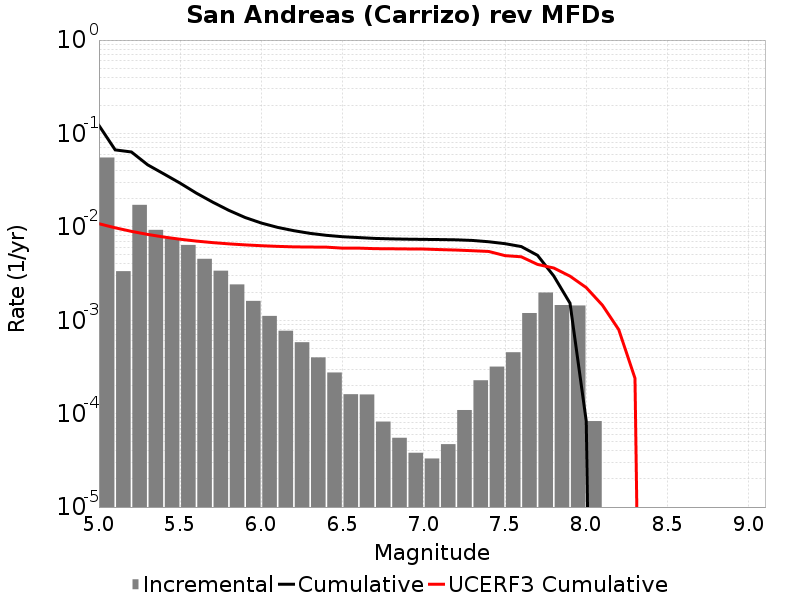 San Andreas (Carrizo) rev MFDs
10^0
10^-1
10^-2
10^-3
10^-4
10^-5
Rate (1/yr)
5.0 5.5 6.0 6.5 7.0 7.5 8.0 8.5 9.0
Magnitude
Incremental Cumulative UCERF3 Cumulative